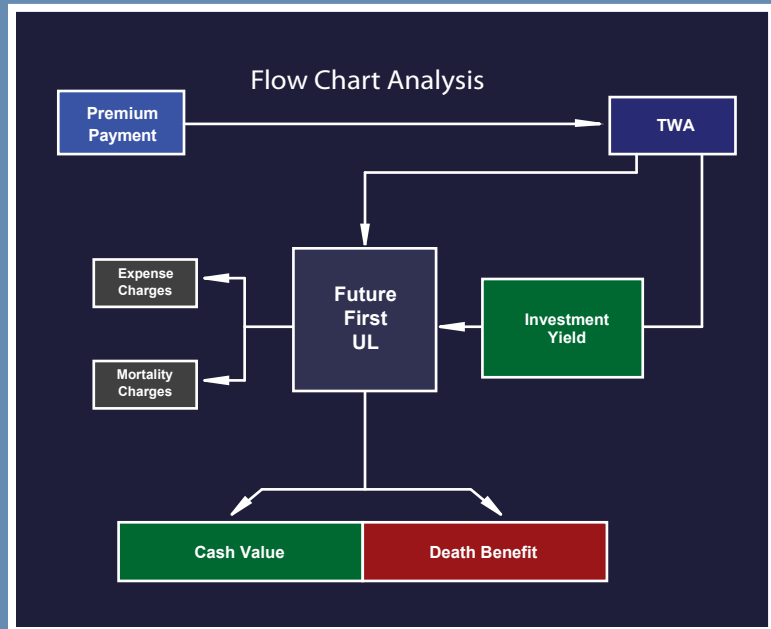 Flow Chart Analysis
Premium
Payment
TWA
Expense
Charges
Future
First
UL
Investment
Yield
Mortality
Charges
Cash Value
Death Benefit